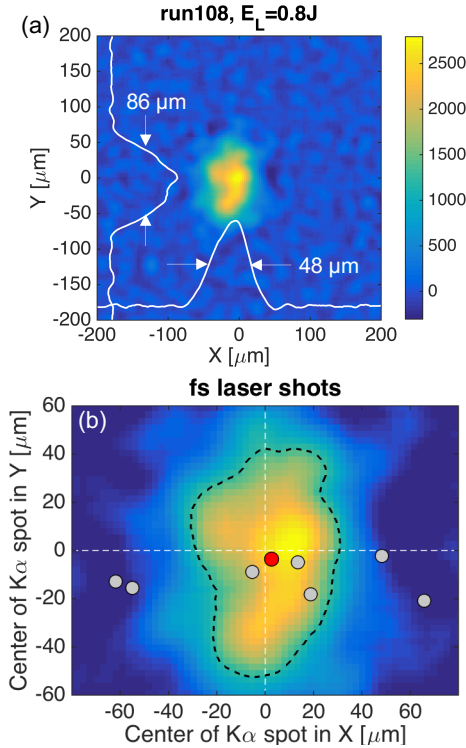 run108, E_L=0.8J
(a)
86 μm
48 μm
Y [μm]
200
150
100
50
0
-50
-100
-150
-200
-200 -100 0 100 200
X [μm]
2500
2000
1500
1000
500
0
fs laser shots
(b)
Center of Kα spot in Y [μm]
60
40
20
0
-20
-40
-60
-60 -40 -20 0 20 40 60
Center of Kα spot in X [μm]